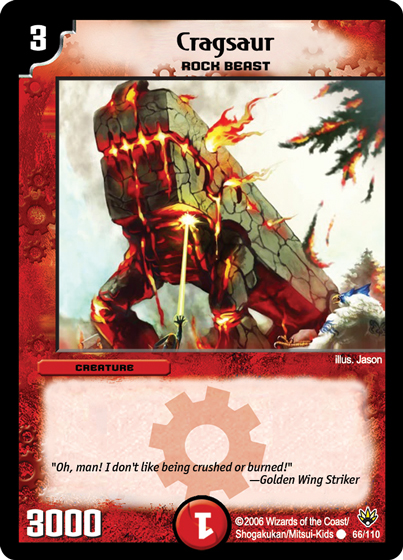 3
Cragsaur
ROCK BEAST
illus. Jason
CREATURE
"Oh, man! I don't like being crushed or burned!"
—Golden Wing Striker
3000
1
©2006 Wizards of the Coast/
Shogakukan/Mitsui-Kids 66/110